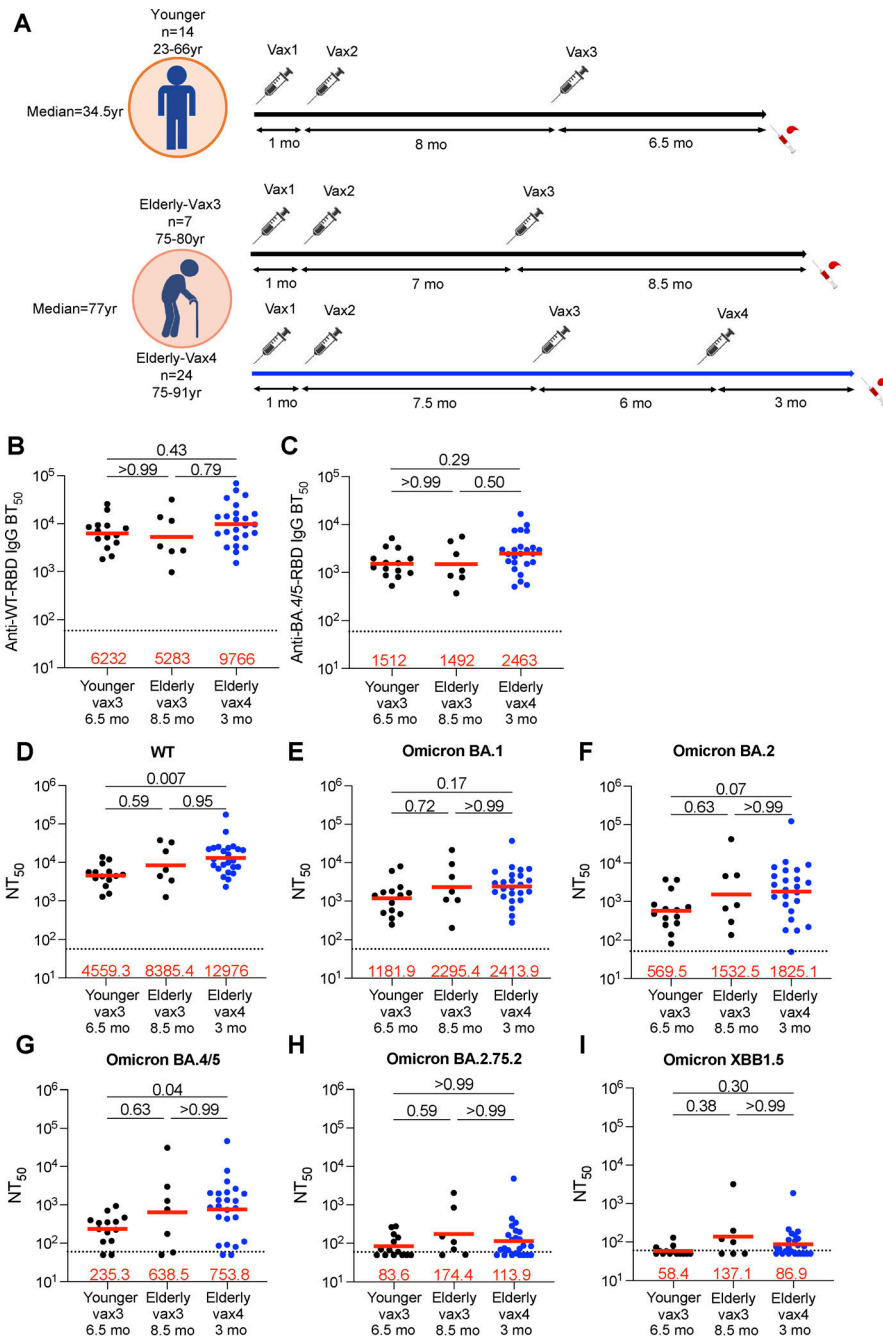 A
Younger
n=14
23-66yr
Median=34.5yr
Vax1
Vax2
Vax3
1 mo
8 mo
6.5 mo
Elderly-Vax3
n=7
75-80yr
Vax1
Vax2
Vax3
1 mo
7 mo
8.5 mo
Median=77yr
Elderly-Vax4
n=24
75-91yr
Vax1
Vax2
Vax3
Vax4
1 mo
7.5 mo
6 mo
3 mo
B
Anti-WT-RBD IgG BT50
10^5
10^4
10^3
10^2
10^1
0.43
>0.99
0.79
6232
5283
9766
Younger
vax3
6.5 mo
Elderly
vax3
8.5 mo
Elderly
vax4
3 mo
C
Anti-BA.4/5-RBD IgG BT50
10^5
10^4
10^3
10^2
10^1
0.29
>0.99
0.50
1512
1492
2463
Younger
vax3
6.5 mo
Elderly
vax3
8.5 mo
Elderly
vax4
3 mo
D
WT
NT50
10^6
10^5
10^4
10^3
10^2
10^1
0.007
0.59
0.95
4559.3
8385.4
12976
Younger
vax3
6.5 mo
Elderly
vax3
8.5 mo
Elderly
vax4
3 mo
E
Omicron BA.1
NT50
10^6
10^5
10^4
10^3
10^2
10^1
0.17
0.72
>0.99
1181.9
2295.4
2413.9
Younger
vax3
6.5 mo
Elderly
vax3
8.5 mo
Elderly
vax4
3 mo
F
Omicron BA.2
NT50
10^6
10^5
10^4
10^3
10^2
10^1
0.07
0.63
>0.99
569.5
1532.5
1825.1
Younger
vax3
6.5 mo
Elderly
vax3
8.5 mo
Elderly
vax4
3 mo
G
Omicron BA.4/5
NT50
10^6
10^5
10^4
10^3
10^2
10^1
0.04
0.63
>0.99
235.3
638.5
753.8
Younger
vax3
6.5 mo
Elderly
vax3
8.5 mo
Elderly
vax4
3 mo
H
Omicron BA.2.75.2
NT50
10^6
10^5
10^4
10^3
10^2
10^1
>0.99
0.59
>0.99
83.6
174.4
113.9
Younger
vax3
6.5 mo
Elderly
vax3
8.5 mo
Elderly
vax4
3 mo
I
Omicron XBB1.5
NT50
10^6
10^5
10^4
10^3
10^2
10^1
0.30
0.38
>0.99
58.4
137.1
86.9
Younger
vax3
6.5 mo
Elderly
vax3
8.5 mo
Elderly
vax4
3 mo